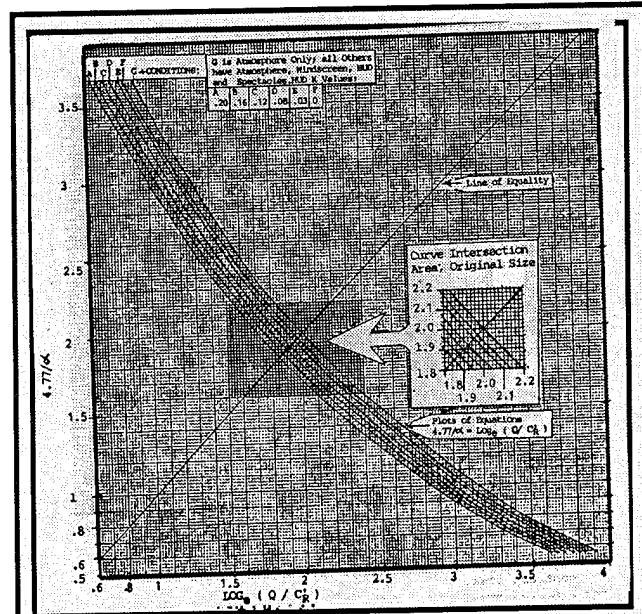 B D F
A C E G ←CONDITIONS:
G is Atmosphere Only; all Others
have Atmosphere, Windscreen, HUD
and Spectacles, HUD K Values:
A B C D E F
.20 .16 .12 .08 .03 0
3.5
Line of Equality
3
Curve Intersection
Area, Original Size
2.5
2.2
2.1
2.0
1.9
1.8
1.8 2.0 2.2
1.9 2.1
2
4.77/α
1.5
Plots of Equations
4.77/α = Loge ( Q/ C
1
.8
.6
.5
.6 .8 1 1.5 2 2.5 3 3.5 4
LOGe ( Q / C